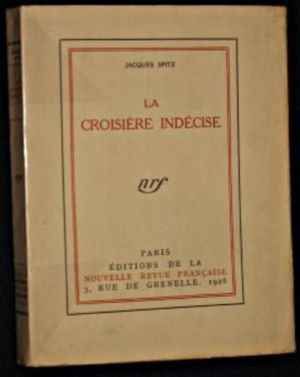 JACQUES SPITZ
LA
CROISIÈRE INDÉCISE
nrf
PARIS
ÉDITIONS DE LA
NOUVELLE REVUE FRANÇAISE
3, RUE DE GRENELLE. 1926